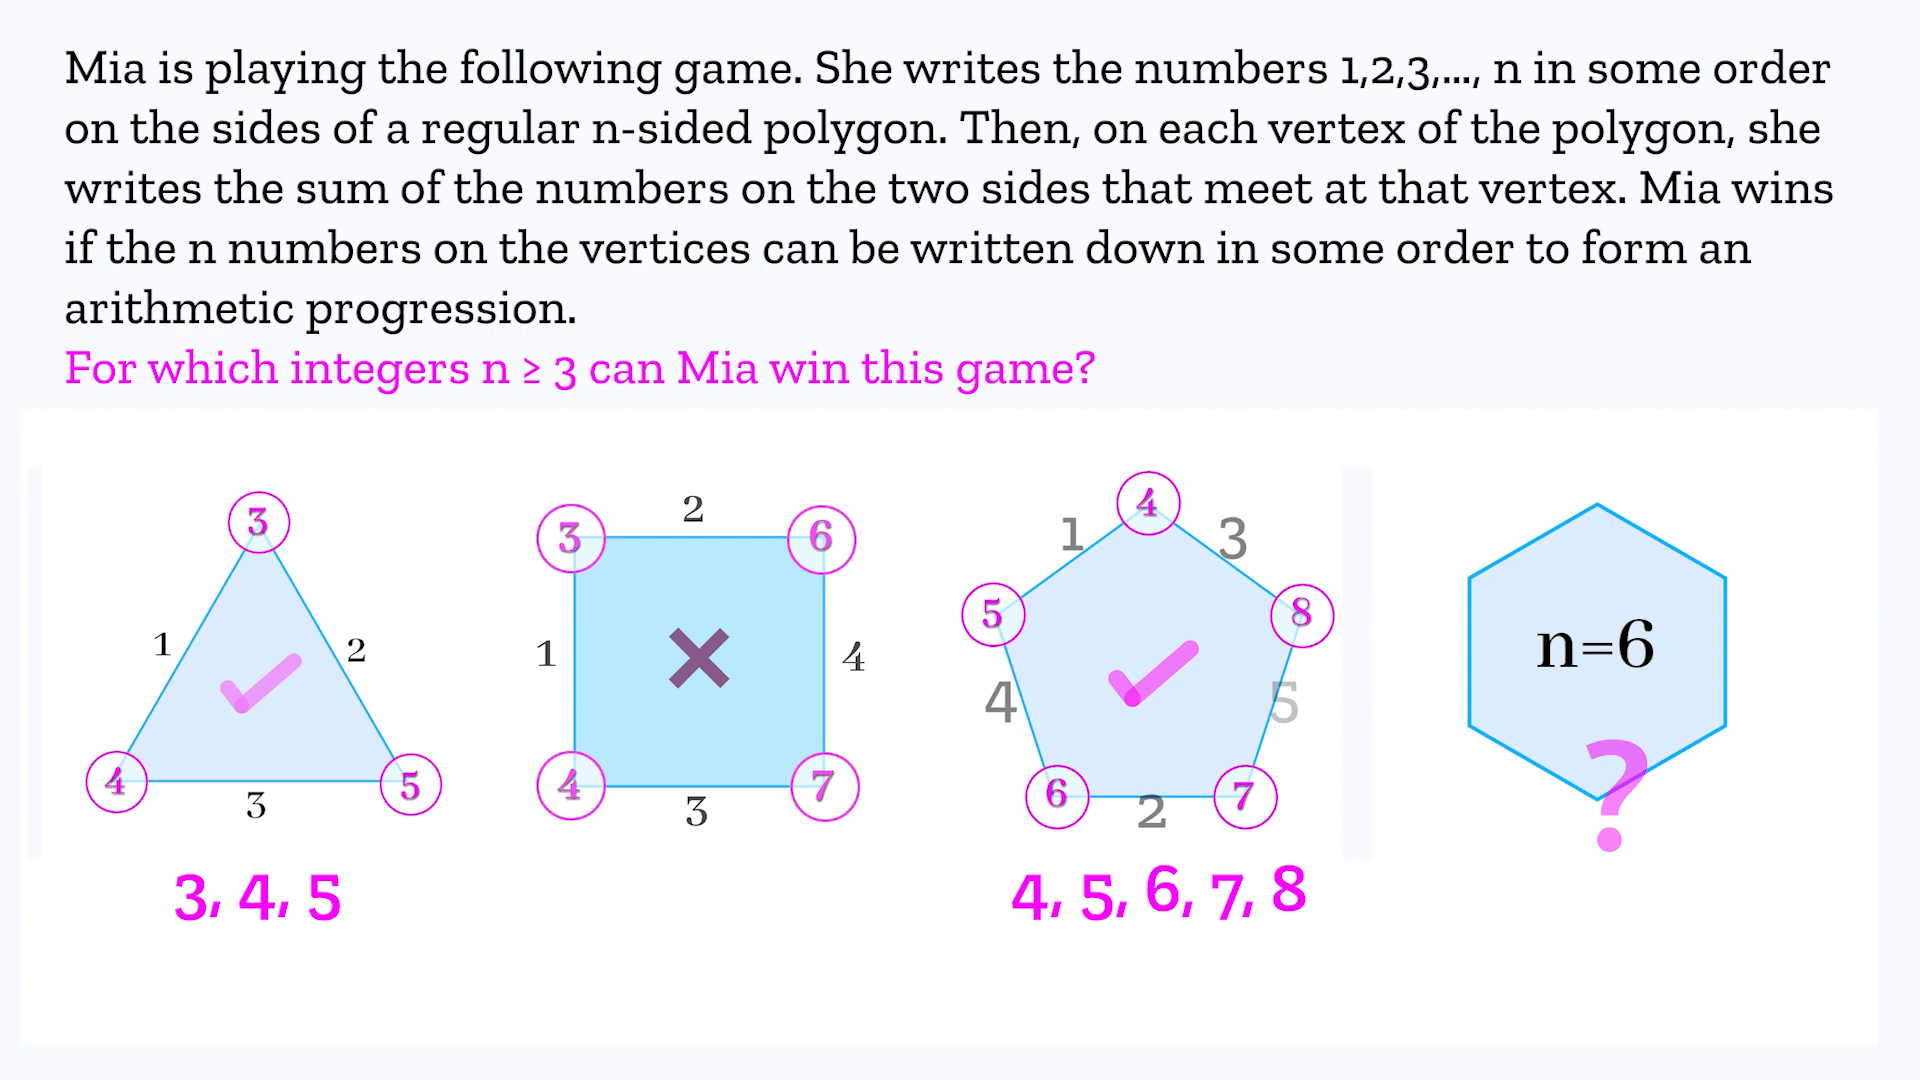 Mia is playing the following game. She writes the numbers 1,2,3,..., n in some order
on the sides of a regular n-sided polygon. Then, on each vertex of the polygon, she
writes the sum of the numbers on the two sides that meet at that vertex. Mia wins
if the n numbers on the vertices can be written down in some order to form an
arithmetic progression.
For which integers n ≥ 3 can Mia win this game?
3
1
2
4
3
5
3, 4, 5
2
3
6
1
4
4
3
7
4
1
3
5
8
4
5
6
2
7
4, 5, 6, 7, 8
n=6
?